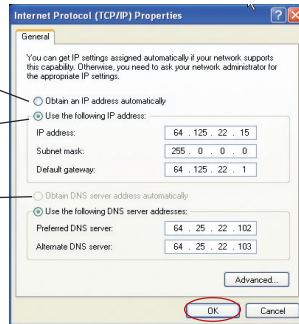 Internet Protocol (TCP/IP) Properties
General
You can get IP settings assigned automatically if your network supports
this capability. Otherwise, you need to ask your network administrator for
the appropriate IP settings.
Obtain an IP address automatically
Use the following IP address:
IP address: 64 . 125 . 22 . 15
Subnet mask: 255 . 0 . 0 . 0
Default gateway: 64 . 125 . 22 . 1
Obtain DNS server address automatically
Use the following DNS server addresses:
Preferred DNS server: 64 . 25 . 22 . 102
Alternate DNS server: 64 . 25 . 22 . 103
Advanced...
OK Cancel